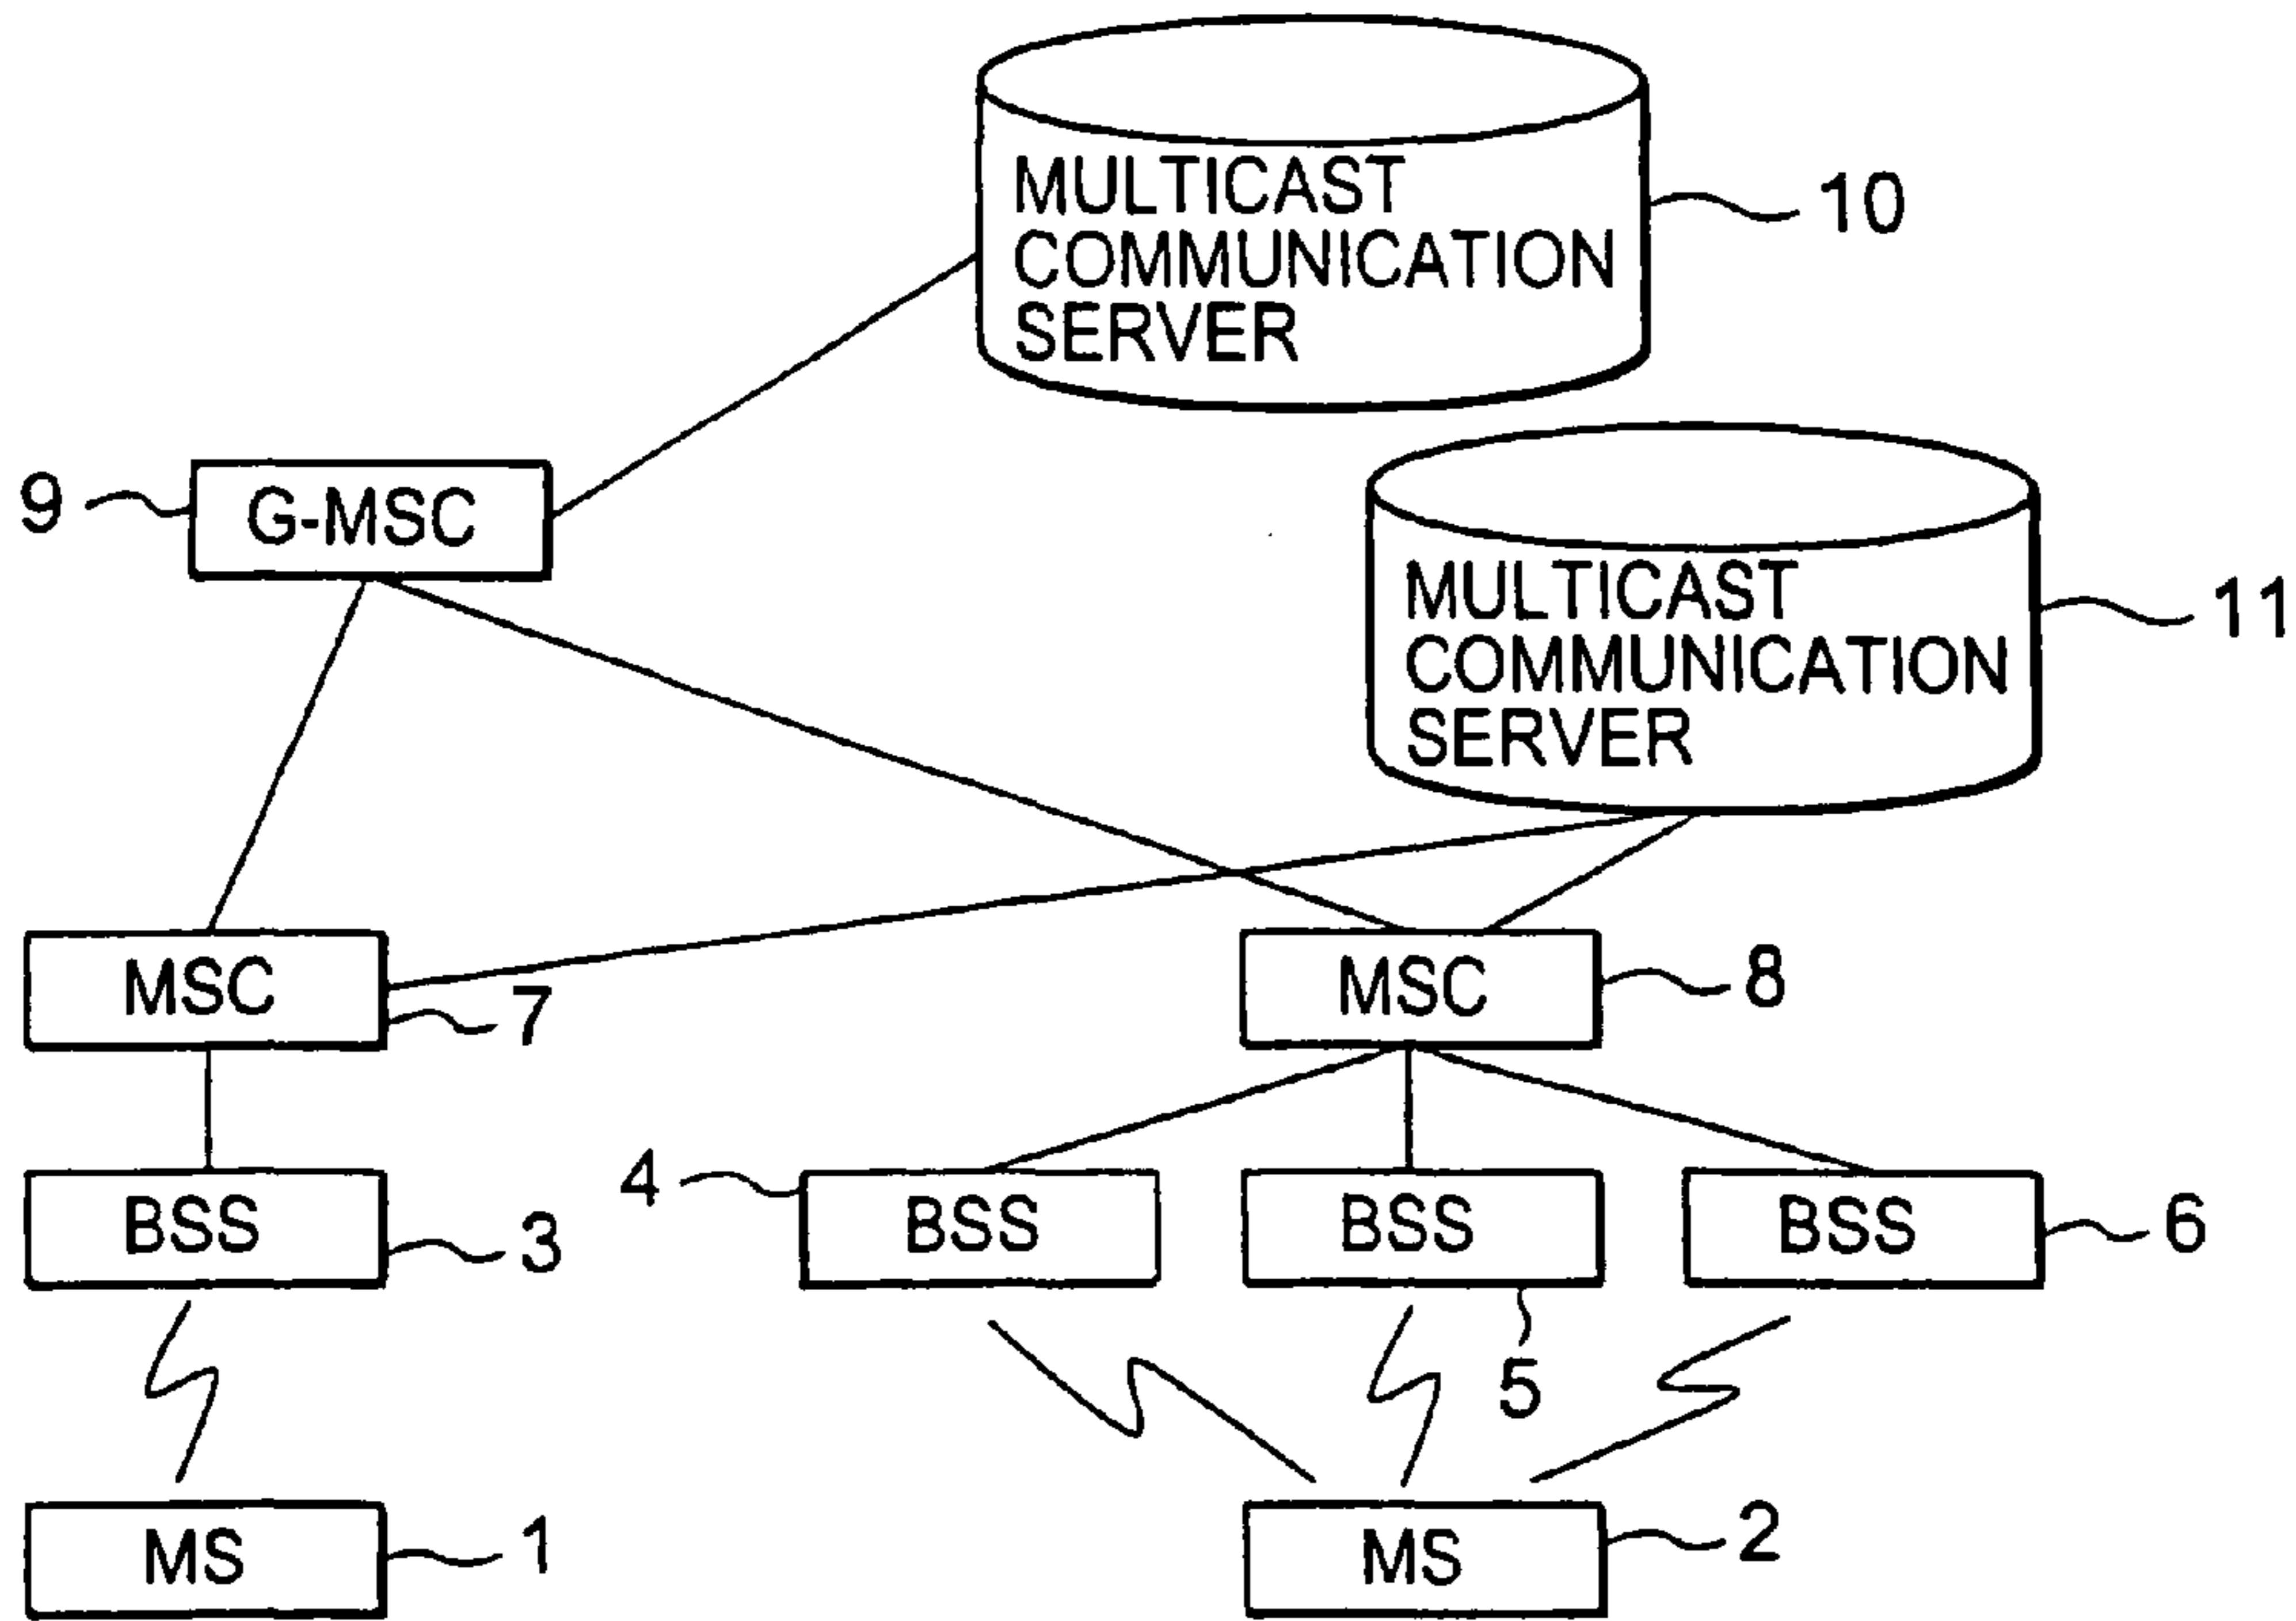 MULTICAST
COMMUNICATION
SERVER
10
9
G-MSC
MULTICAST
COMMUNICATION
SERVER
11
MSC
7
MSC
8
BSS
3
4
BSS
BSS
5
BSS
6
MS
1
MS
2